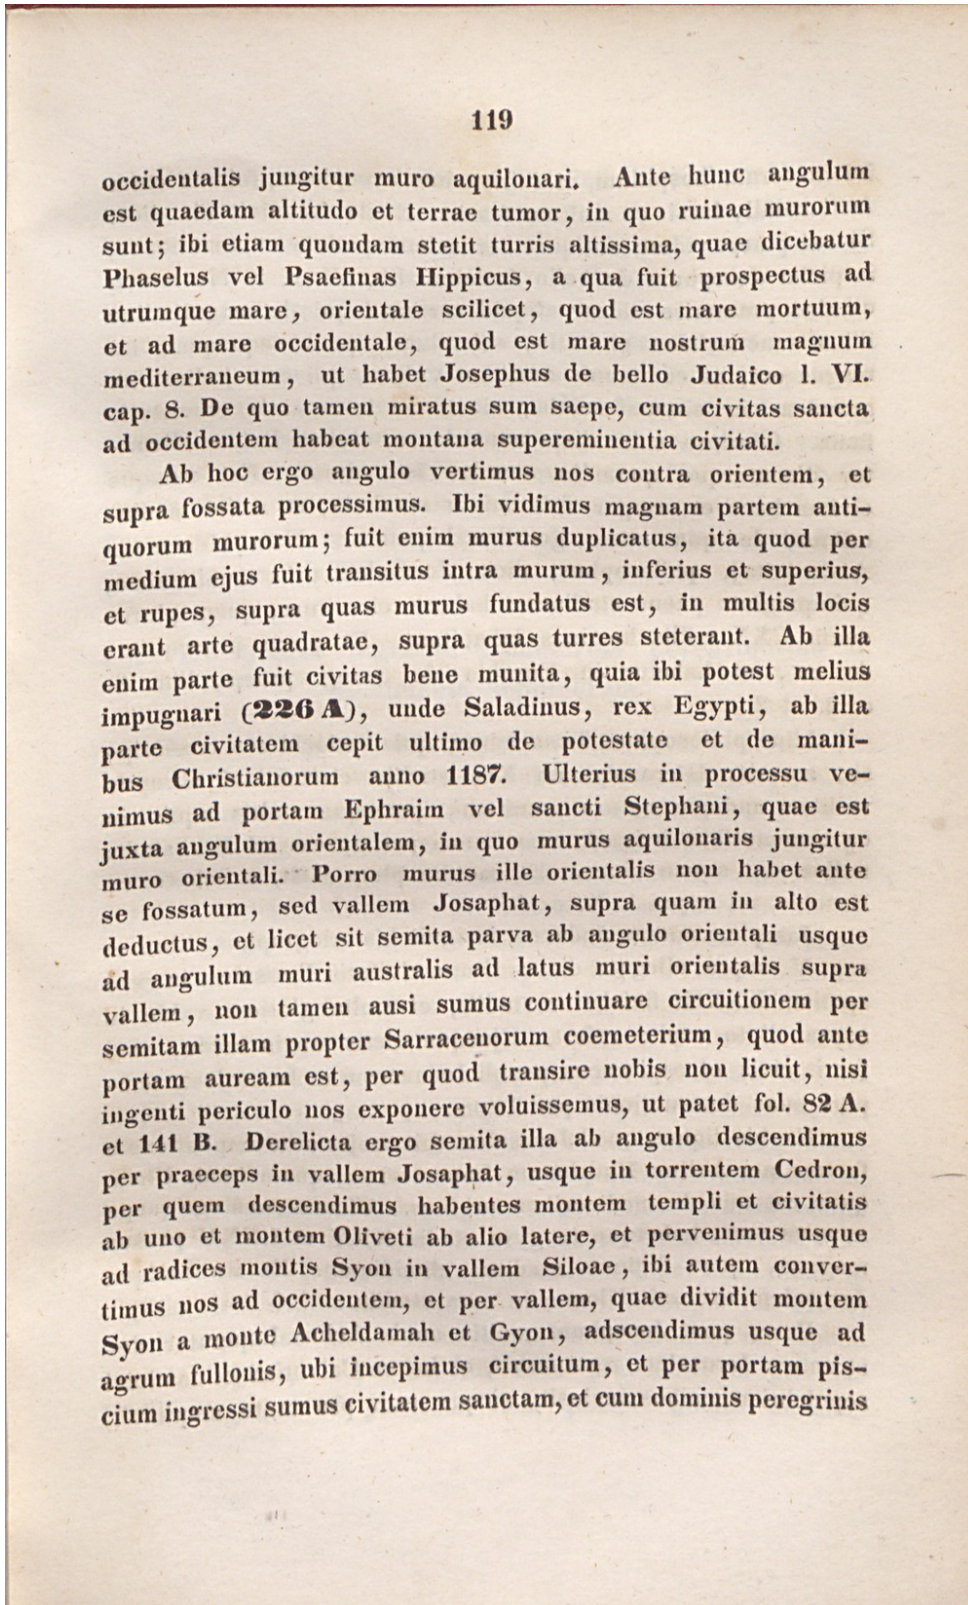 119
occidentalis jungitur muro aquilonari. Ante hunc angulum
est quaedam altitudo et terrae tumor, in quo ruinae murorum
sunt; ibi etiam quondam stetit turris altissima, quae dicebatur
Phaselus vel Psaefinas Hippicus, a qua fuit prospectus ad
utrumque mare, orientale scilicet, quod est mare mortuum,
et ad mare occidentale, quod est mare nostrum magnum
mediterraneum, ut habet Josephus de bello Judaico l. VI.
cap. 8. De quo tamen miratus sum saepe, cum civitas sancta
ad occidentem habeat montana supereminentia civitati.
Ab hoc ergo angulo vertimus nos contra orientem, et
supra fossata processimus. Ibi vidimus magnam partem anti-
quorum murorum; fuit enim murus duplicatus, ita quod per
medium ejus fuit transitus intra murum, inferius et superius,
et rupes, supra quas murus fundatus est, in multis locis
erant arte quadratae, supra quas turres steterant. Ab illa
enim parte fuit civitas bene munita, quia ibi potest melius
impugnari (226 A), unde Saladinus, rex Egypti, ab illa
parte civitatem cepit ultimo de potestate et de mani-
bus Christianorum anno 1187. Ulterius in processu ve-
nimus ad portam Ephraim vel sancti Stephani, quae est
juxta angulum orientalem, in quo murus aquilonaris jungitur
muro orientali. Porro murus ille orientalis non habet ante
se fossatum, sed vallem Josaphat, supra quam in alto est
deductus, et licet sit semita parva ab angulo orientali usque
ad angulum muri australis ad latus muri orientalis supra
vallem, non tamen ausi sumus continuare circuitionem per
semitam illam propter Sarracenorum coemeterium, quod ante
portam auream est, per quod transire nobis non licuit, nisi
ingenti periculo nos exponere voluissemus, ut patet fol. 82 A.
et 141 B. Derelicta ergo semita illa ab angulo descendimus
per praeceps in vallem Josaphat, usque in torrentem Cedron,
per quem descendimus habentes montem templi et civitatis
ab uno et montem Oliveti ab alio latere, et pervenimus usque
ad radices montis Syon in vallem Siloae, ibi autem conver-
timus nos ad occidentem, et per vallem, quae dividit montem
Syon a monte Acheldamah et Gyon, adscendimus usque ad
agrum fullonis, ubi incepimus circuitum, et per portam pis-
cium ingressi sumus civitatem sanctam, et cum dominis peregrinis